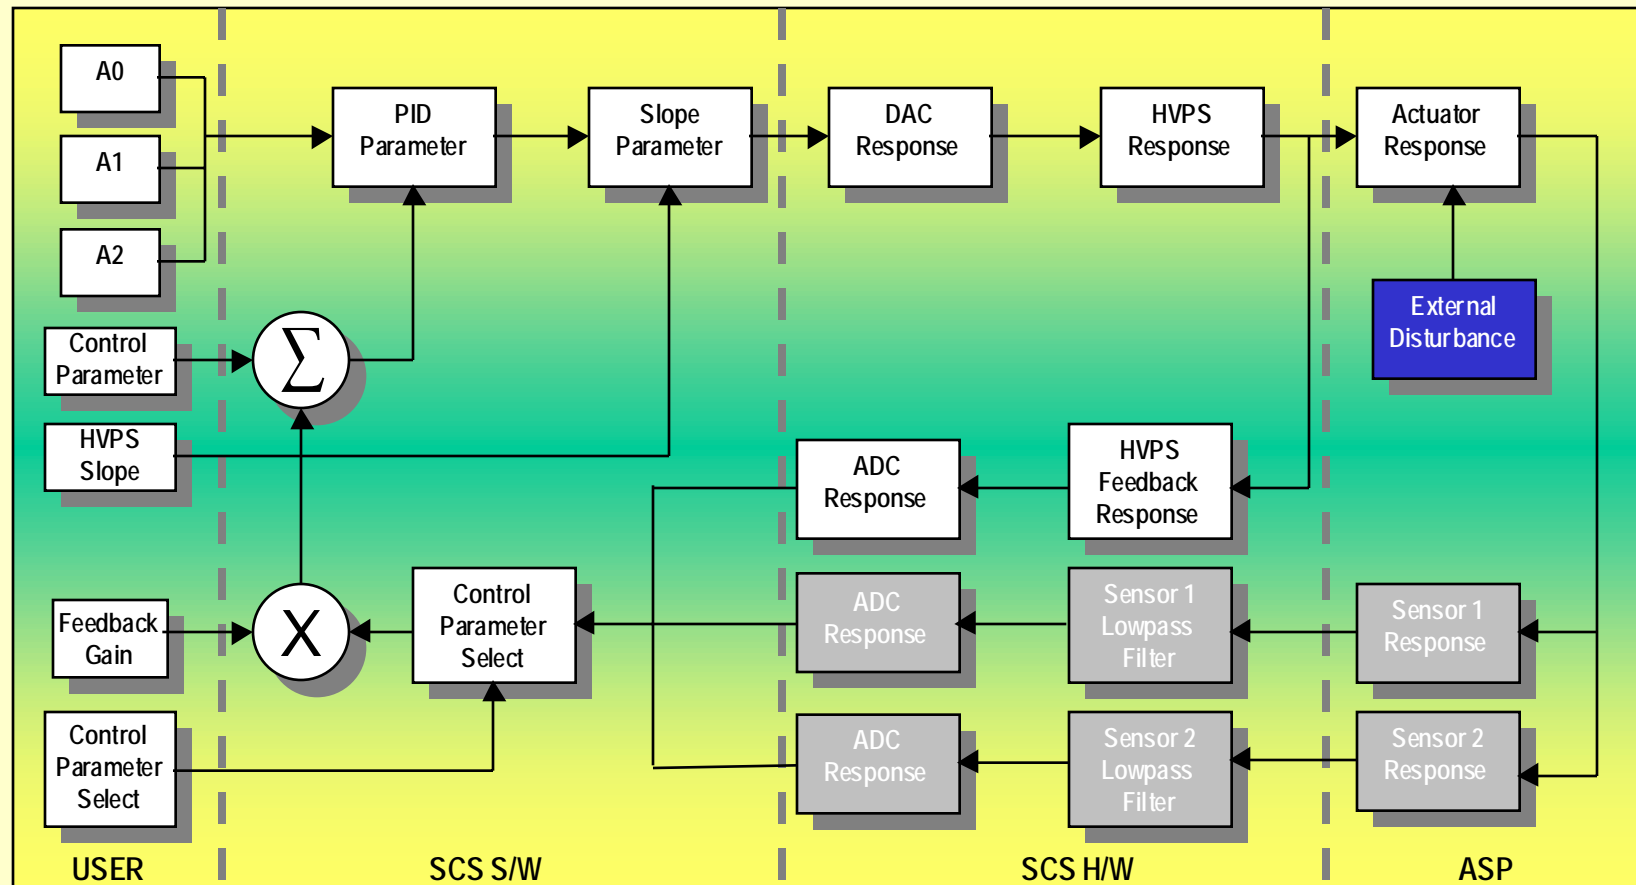 A0
A1
A2
Control
Parameter
HVPS
Slope
Feedback
Gain
Control
Parameter
Select
USER
PID
Parameter
Slope
Parameter
Σ
X
Control
Parameter
Select
SCS S/W
DAC
Response
HVPS
Response
ADC
Response
HVPS
Feedback
Response
ADC
Response
Sensor 1
Lowpass
Filter
ADC
Response
Sensor 2
Lowpass
Filter
SCS H/W
Actuator
Response
External
Disturbance
Sensor 1
Response
Sensor 2
Response
ASP